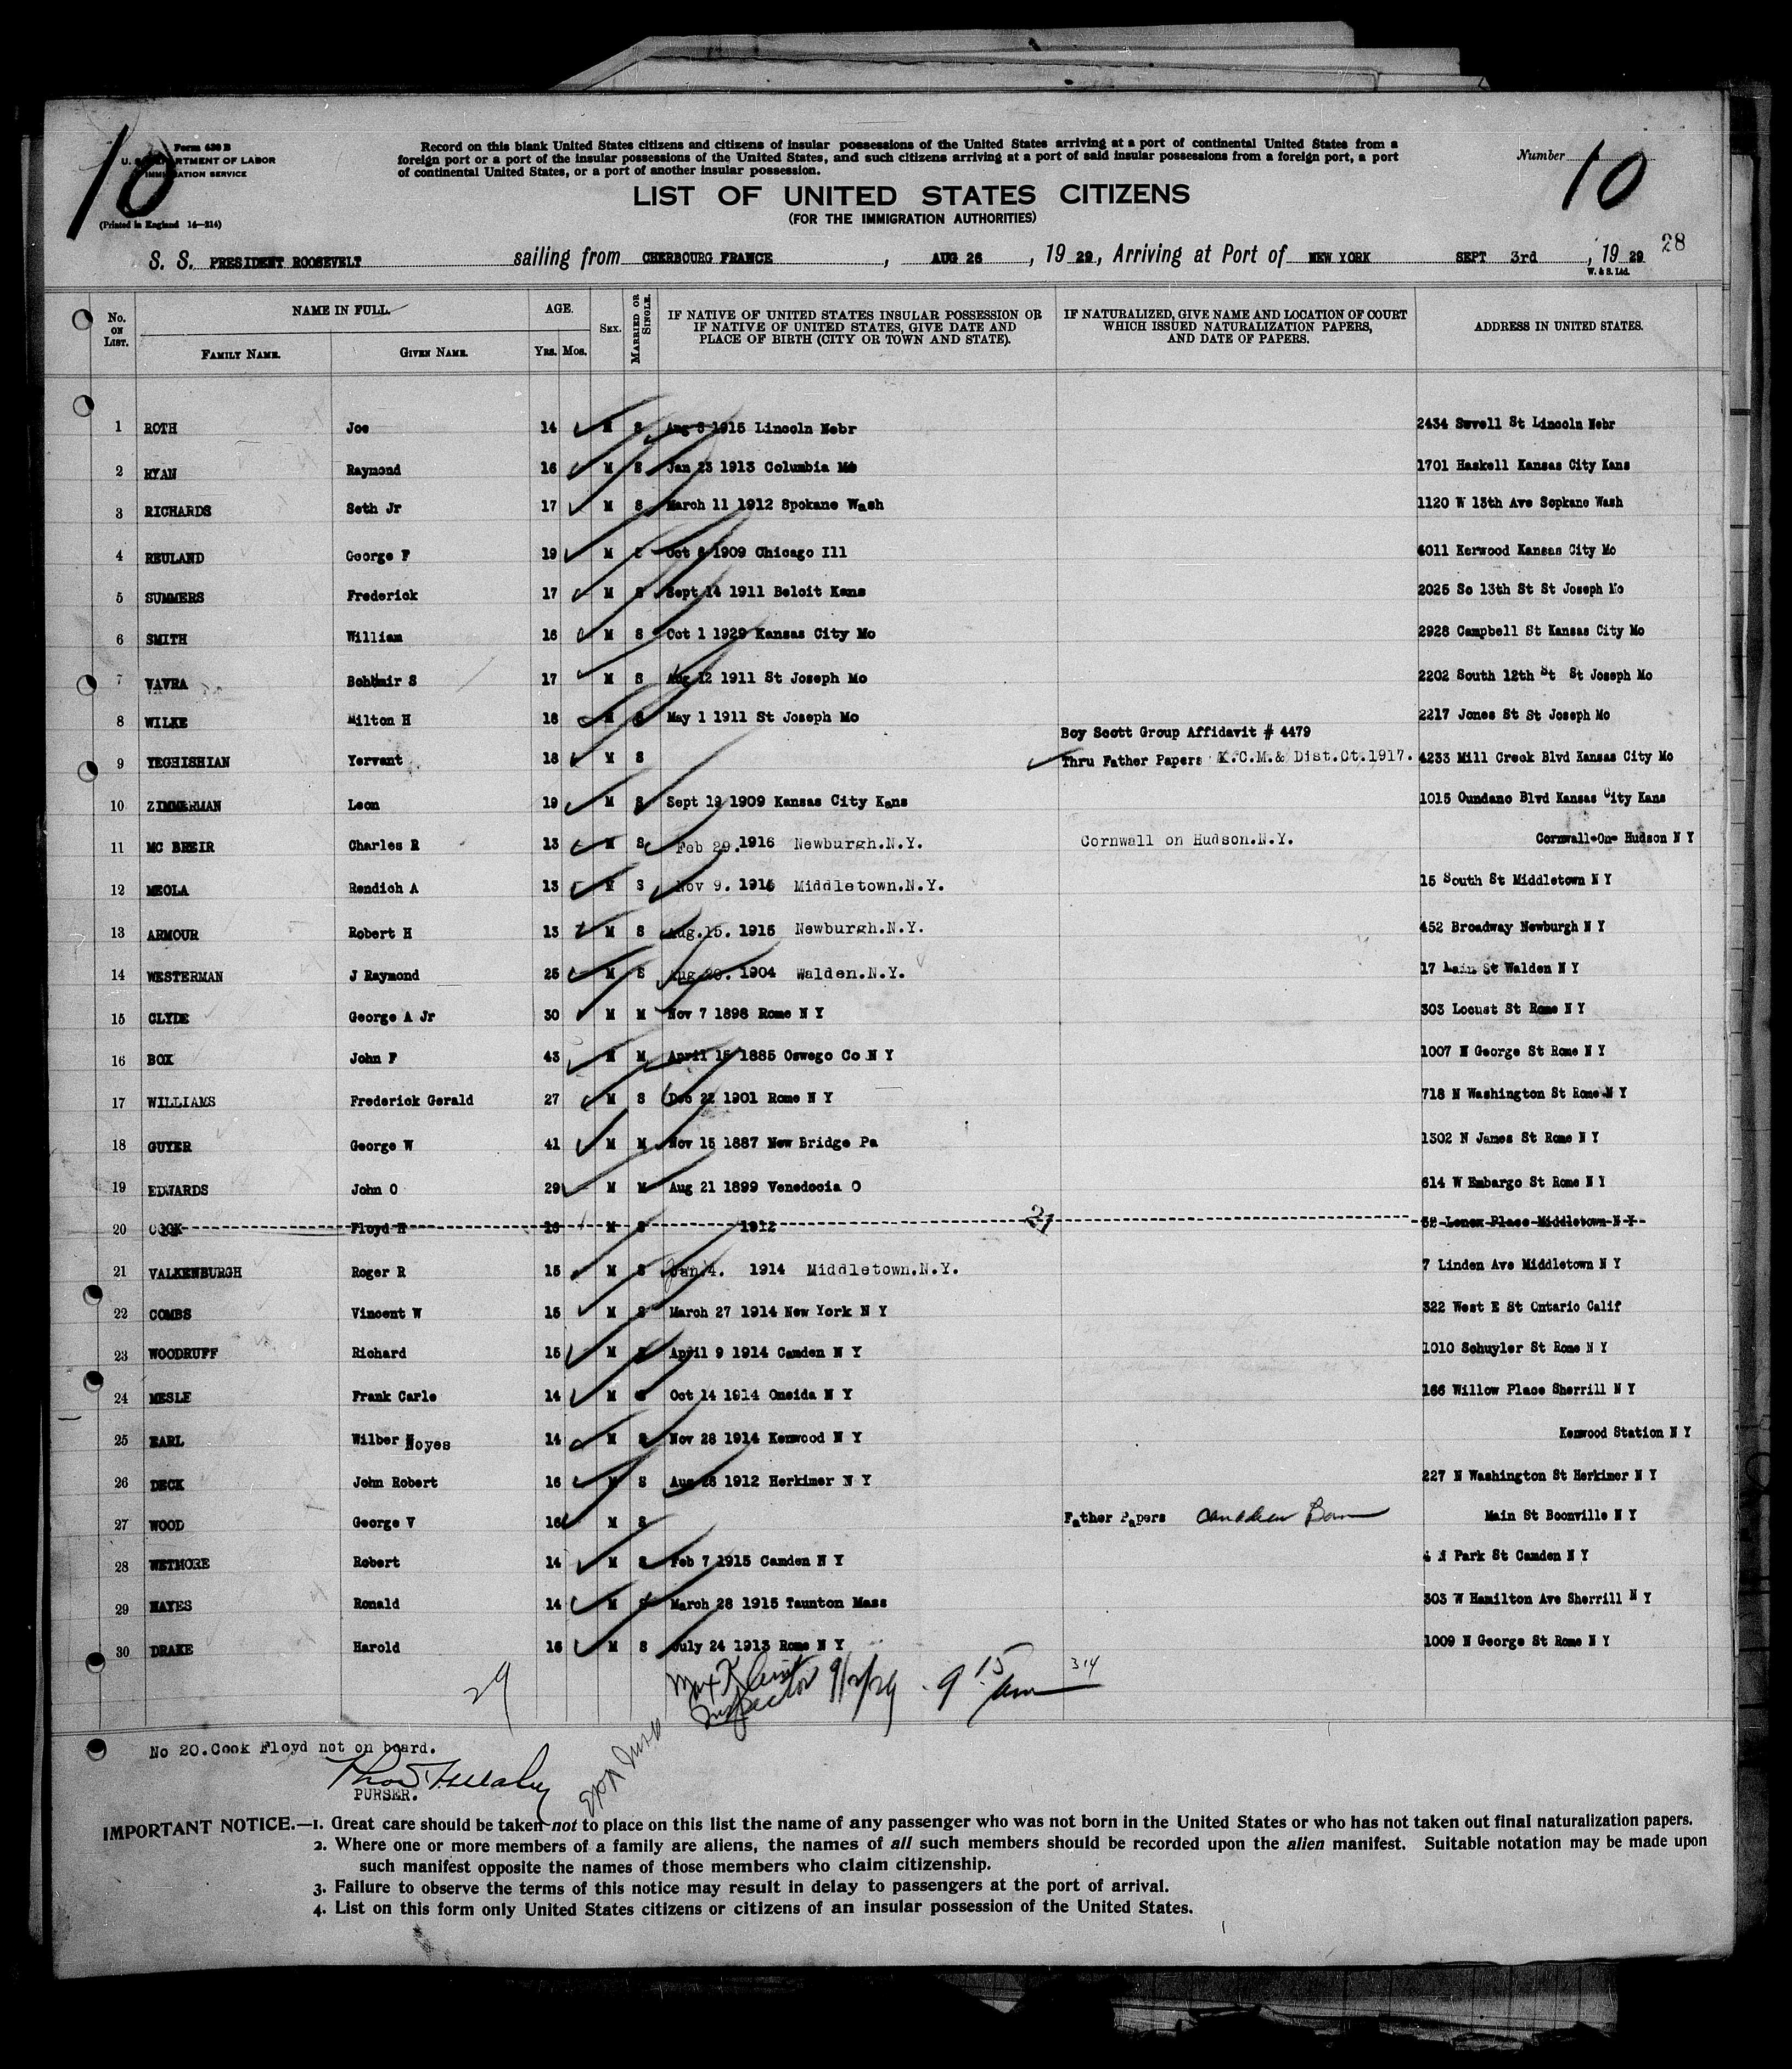 10
Form 630 B
U. S. DEPARTMENT OF LABOR
IMMIGRATION SERVICE
(Printed in England 14—214)
Record on this blank United States citizens and citizens of insular possessions of the United States arriving at a port of continental United States from a
foreign port or a port of the insular possessions of the United States, and such citizens arriving at a port of said insular possessions from a foreign port, a port
of continental United States, or a port of another insular possession.
Number 10
LIST OF UNITED STATES CITIZENS
(FOR THE IMMIGRATION AUTHORITIES)
S. S. PRESIDENT ROOSEVELT sailing from CHERBOURG FRANCE, AUG 26, 19 29, Arriving at Port of NEW YORK SEPT 3rd, 19 29 28
W. & S. Ltd.
No. ON LIST. NAME IN FULL. FAMILY NAME. GIVEN NAME. AGE. YRS. MOS. SEX. MARRIED OR SINGLE. IF NATIVE OF UNITED STATES INSULAR POSSESSION OR IF NATIVE OF UNITED STATES, GIVE DATE AND PLACE OF BIRTH (CITY OR TOWN AND STATE). IF NATURALIZED, GIVE NAME AND LOCATION OF COURT WHICH ISSUED NATURALIZATION PAPERS, AND DATE OF PAPERS. ADDRESS IN UNITED STATES.
1 ROTH Joe 14 M S Aug 8 1915 Lincoln Nebr 2434 Sewell St Lincoln Nebr
2 RYAN Raymond 16 M S Jan 23 1913 Columbia Mo 1701 Haskell Kansas City Kans
3 RICHARDS Seth Jr 17 M S March 11 1912 Spokane Wash 1120 W 13th Ave Sopkane Wash
4 REULAND George F 19 M S Oct 6 1909 Chicago Ill 4011 Kerwood Kansas City Mo
5 SUMMERS Frederick 17 M S Sept 14 1911 Beloit Kans 2025 So 13th St St Joseph Mo
6 SMITH William 16 M S Oct 1 1929 Kansas City Mo 2928 Campbell St Kansas City Mo
7 VAVRA Bohumir S 17 M S Aug 12 1911 St Joseph Mo 2202 South 12th St St Joseph Mo
8 WILKE Milton H 18 M S May 1 1911 St Joseph Mo 2217 Jones St St Joseph Mo
Boy Scott Group Affidavit # 4479
9 YEGHISHIAN Yervant 18 M S Thru Father Papers K.C.M.& Dist.Ct.1917. 4233 Mill Creek Blvd Kansas City Mo
10 ZIMMERMAN Leon 19 M S Sept 19 1909 Kansas City Kans 1015 Oundano Blvd Kansas City Kans
11 MC BREIR Charles R 13 M S Feb 29. 1916 Newburgh.N.Y. Cornwall on Hudson.N.Y. Cornwall-On- Hudson N Y
12 MEOLA Rendich A 13 M S Nov 9. 1915 Middletown.N.Y. 15 South St Middletown N Y
13 ARMOUR Robert H 13 M S Aug.15. 1915 Newburgh.N.Y. 452 Broadway Newburgh N Y
14 WESTERMAN J Raymond 25 M S Aug 20. 1904 Walden.N.Y. 17 Main St Walden N Y
15 CLYDE George A Jr 30 M M Nov 7 1898 Rome N Y 303 Locust St Rome N Y
16 BOX John F 43 M M April 15 1885 Oswego Co N Y 1007 N George St Rome N Y
17 WILLIAMS Frederick Gerald 27 M S Dec 22 1901 Rome N Y 718 N Washington St Rome N Y
18 GUYER George W 41 M M Nov 15 1887 New Bridge Pa 1302 N James St Rome N Y
19 EDWARDS John O 29 M M Aug 21 1899 Venedocia O 614 W Embargo St Rome N Y
20 COOK Floyd H 16 M S 1912 21 52 Lenox Place Middletown N Y
21 VALKENBURGH Roger R 15 M S Jan.4. 1914 Middletown.N.Y. 7 Linden Ave Middletown N Y
22 COMBS Vincent W 15 M S March 27 1914 New York N Y 322 West E St Ontario Calif
23 WOODRUFF Richard 15 M S April 9 1914 Camden N Y 1010 Schuyler St Rome N Y
24 MESLE Frank Carle 14 M S Oct 14 1914 Oneida N Y 166 Willow Place Sherrill N Y
25 EARL Wilber Noyes 14 M S Nov 28 1914 Kenwood N Y Kenwood Station N Y
26 DECK John Robert 16 M S Aug 26 1912 Herkimer N Y 227 N Washington St Herkimer N Y
27 WOOD George V 16 M S Father Papers Canadian Born Main St Boonville N Y
28 WETMORE Robert 14 M S Feb 7 1915 Camden N Y 4 N Park St Camden N Y
29 HAYES Ronald 14 M S March 28 1915 Taunton Mass 303 W Hamilton Ave Sherrill N Y
30 DRAKE Harold 16 M S July 24 1913 Rome N Y 1009 N George St Rome N Y
29 Max Inspector 9/2/29 9 15 am 314
No 20.Cook Floyd not on board.
PURSER.
IMPORTANT NOTICE.—1. Great care should be taken not to place on this list the name of any passenger who was not born in the United States or who has not taken out final naturalization papers.
2. Where one or more members of a family are aliens, the names of all such members should be recorded upon the alien manifest. Suitable notation may be made upon
such manifest opposite the names of those members who claim citizenship.
3. Failure to observe the terms of this notice may result in delay to passengers at the port of arrival.
4. List on this form only United States citizens or citizens of an insular possession of the United States.